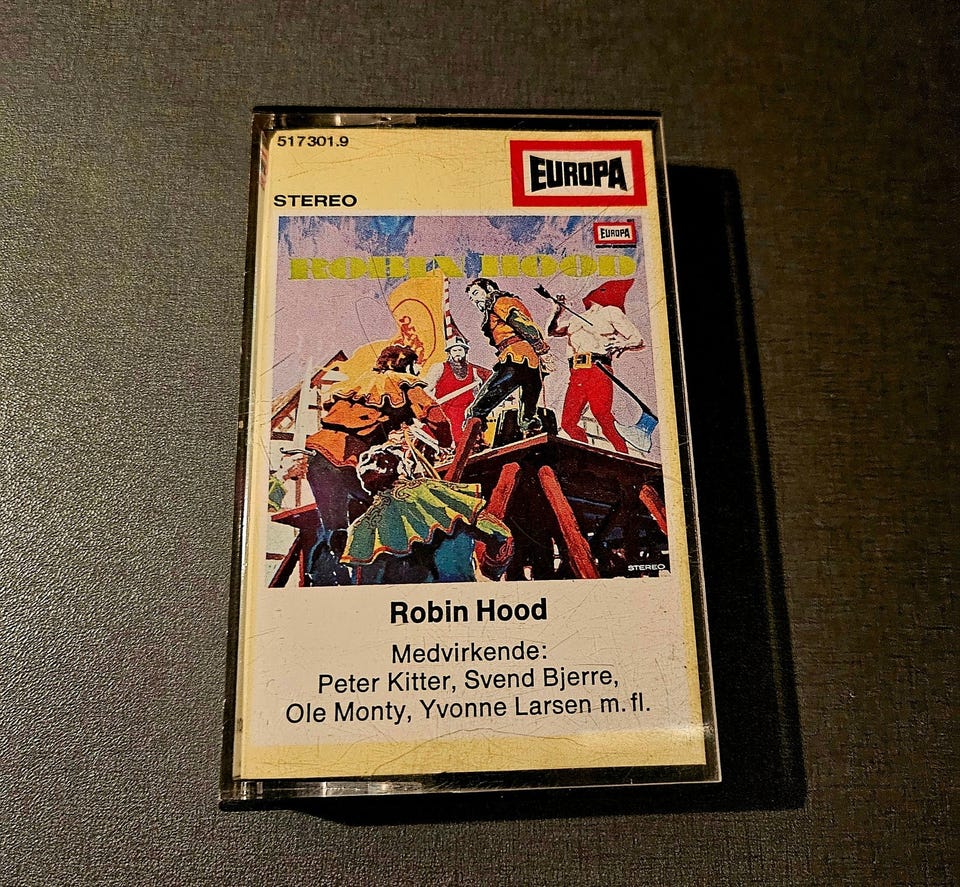 517301.9
EUROPA
STEREO
EUROPA
ROBIN HOOD
STEREO
Robin Hood
Medvirkende:
Peter Kitter, Svend Bjerre,
Ole Monty, Yvonne Larsen m. fl.